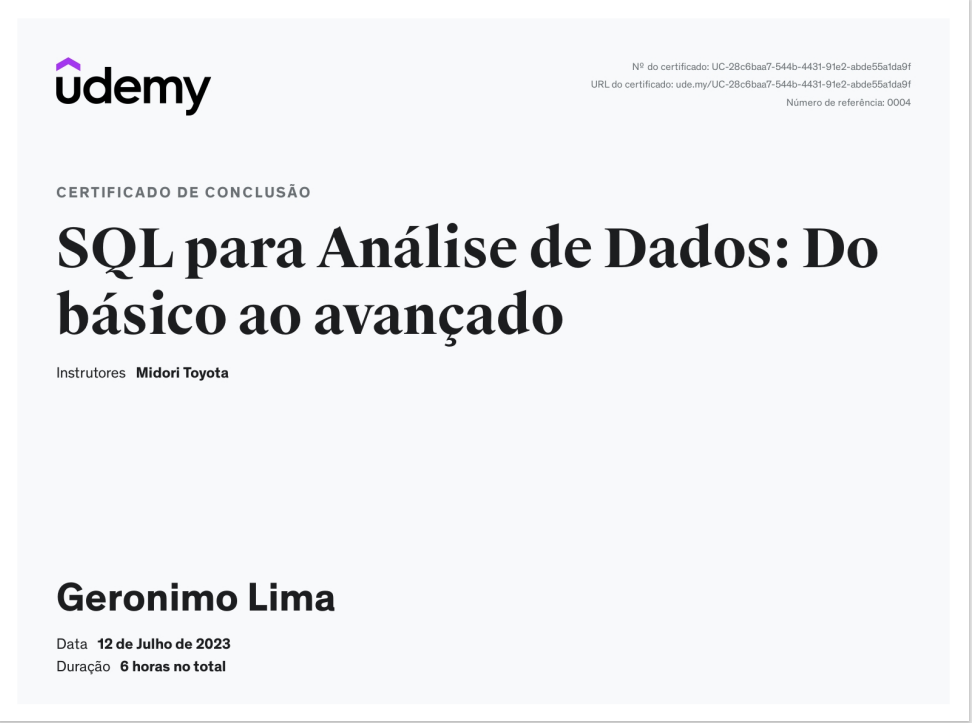 udemy
Nº do certificado: UC-28c6baa7-544b-4431-91e2-abde55a1da9f
URL do certificado: ude.my/UC-28c6baa7-544b-4431-91e2-abde55a1da9f
Número de referência: 0004
CERTIFICADO DE CONCLUSÃO
SQL para Análise de Dados: Do
básico ao avançado
Instrutores Midori Toyota
Geronimo Lima
Data 12 de Julho de 2023
Duração 6 horas no total